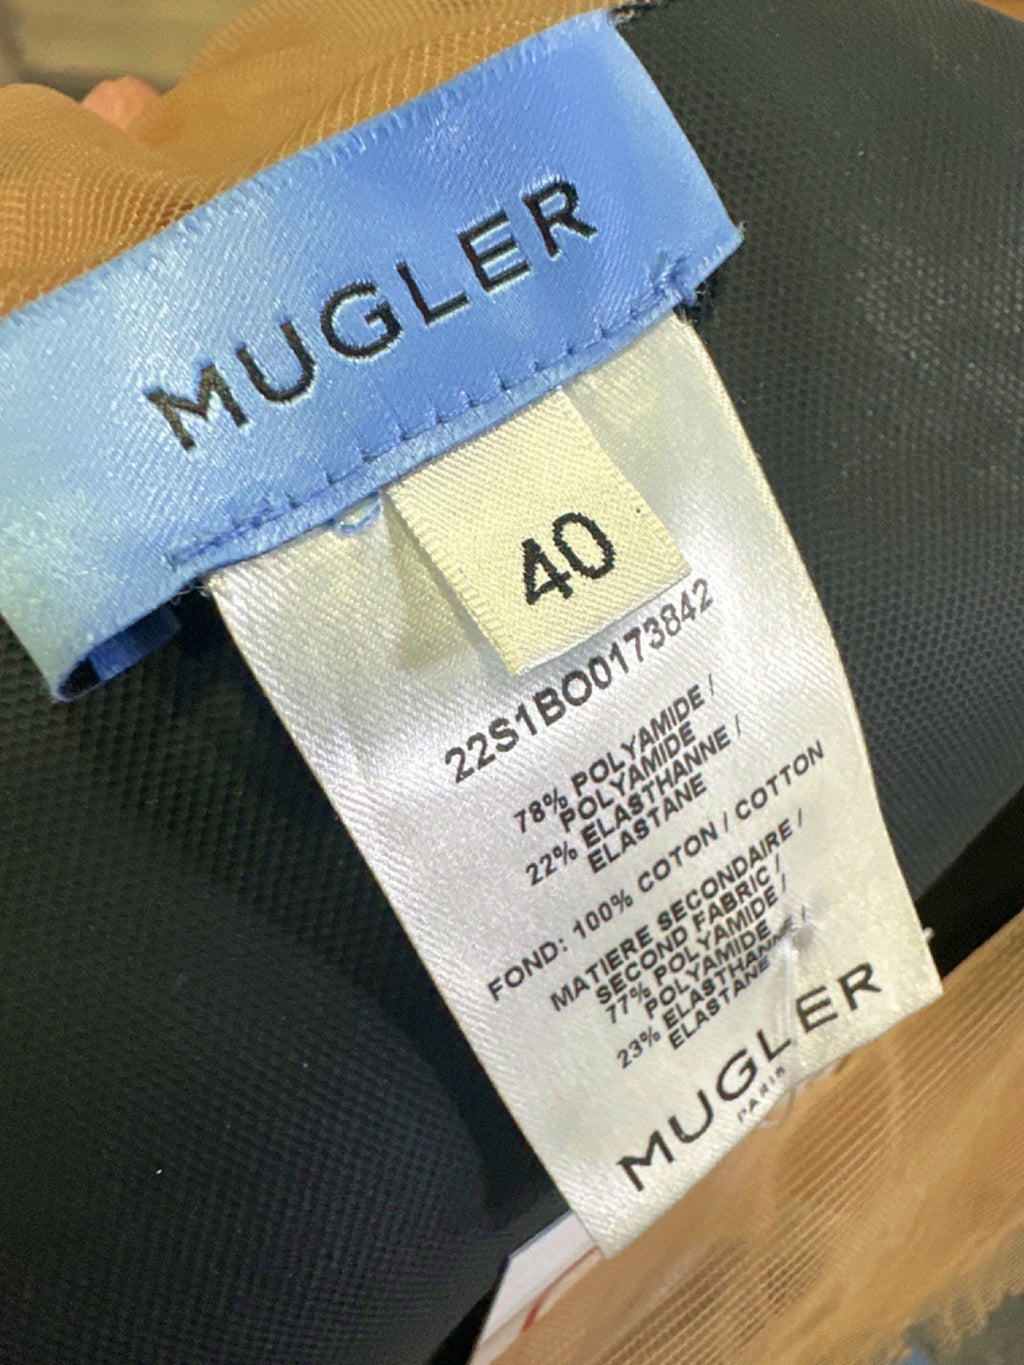 MUGLER
40
22S1BO0173842
78% POLYAMIDE /
POLYAMIDE
22% ELASTHANNE /
ELASTANE
FOND: 100% COTON / COTTON
MATIERE SECONDAIRE /
SECOND FABRIC /
77% POLYAMIDE /
POLYAMIDE
23% ELASTHANNE /
ELASTANE
MUGLER
PARIS